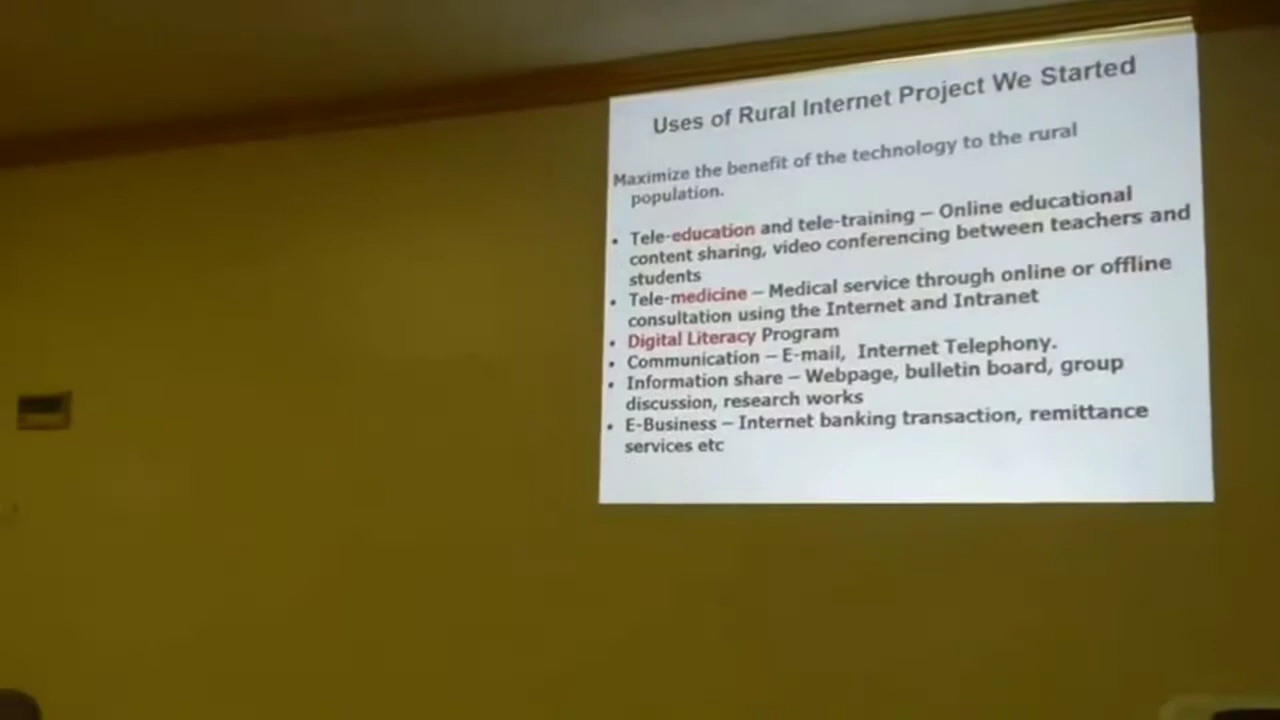 Uses of Rural Internet Project We Started
Maximize the benefit of the technology to the rural
population.
• Tele-education and tele-training – Online educational
content sharing, video conferencing between teachers and
students
• Tele-medicine – Medical service through online or offline
consultation using the Internet and Intranet
• Digital Literacy Program
• Communication – E-mail, Internet Telephony.
• Information share – Webpage, bulletin board, group
discussion, research works
• E-Business – Internet banking transaction, remittance
services etc